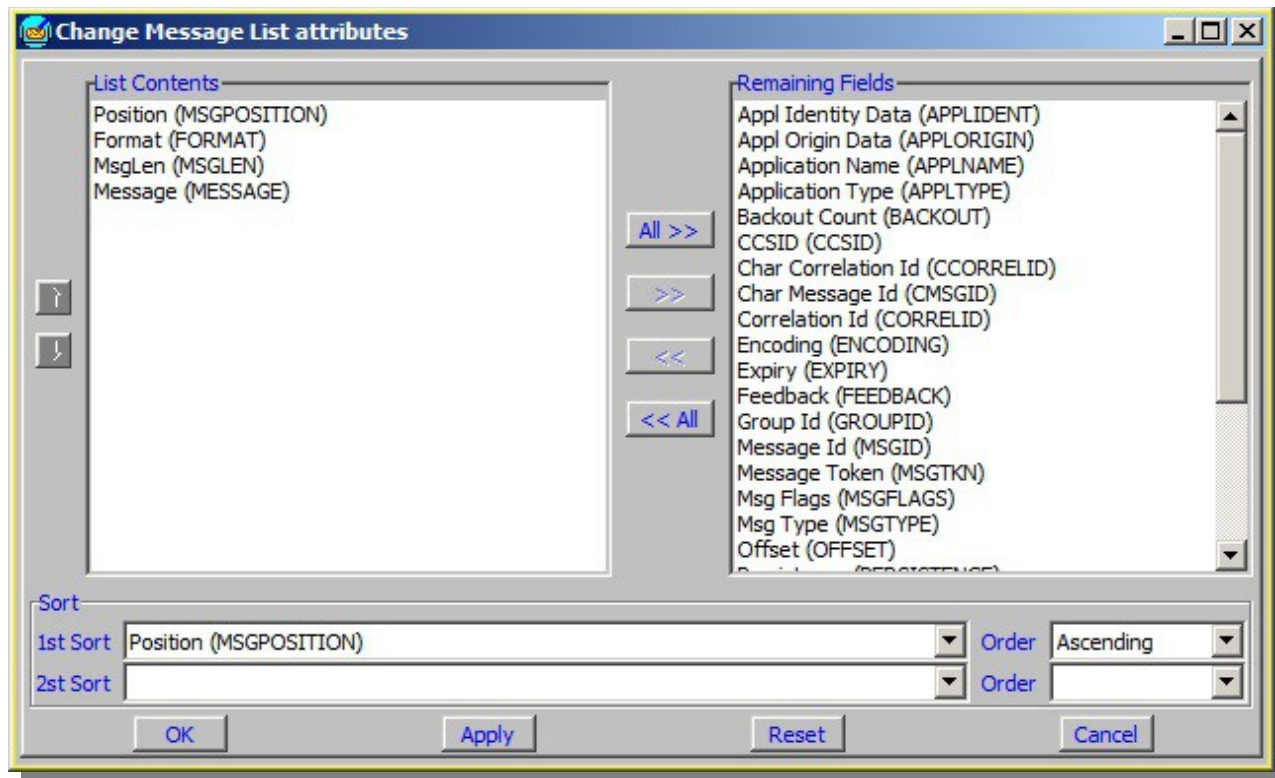 Change Message List attributes
List Contents
Position (MSGPOSITION)
Format (FORMAT)
MsgLen (MSGLEN)
Message (MESSAGE)
All >>
>>
<<
<< All
Remaining Fields
Appl Identity Data (APPLIDENT)
Appl Origin Data (APPLORIGIN)
Application Name (APPLNAME)
Application Type (APPLTYPE)
Backout Count (BACKOUT)
CCSID (CCSID)
Char Correlation Id (CCORRELID)
Char Message Id (CMSGID)
Correlation Id (CORRELID)
Encoding (ENCODING)
Expiry (EXPIRY)
Feedback (FEEDBACK)
Group Id (GROUPID)
Message Id (MSGID)
Message Token (MSGTKN)
Msg Flags (MSGFLAGS)
Msg Type (MSGTYPE)
Offset (OFFSET)
Sort
1st Sort Position (MSGPOSITION) Order Ascending
2st Sort Order
OK Apply Reset Cancel